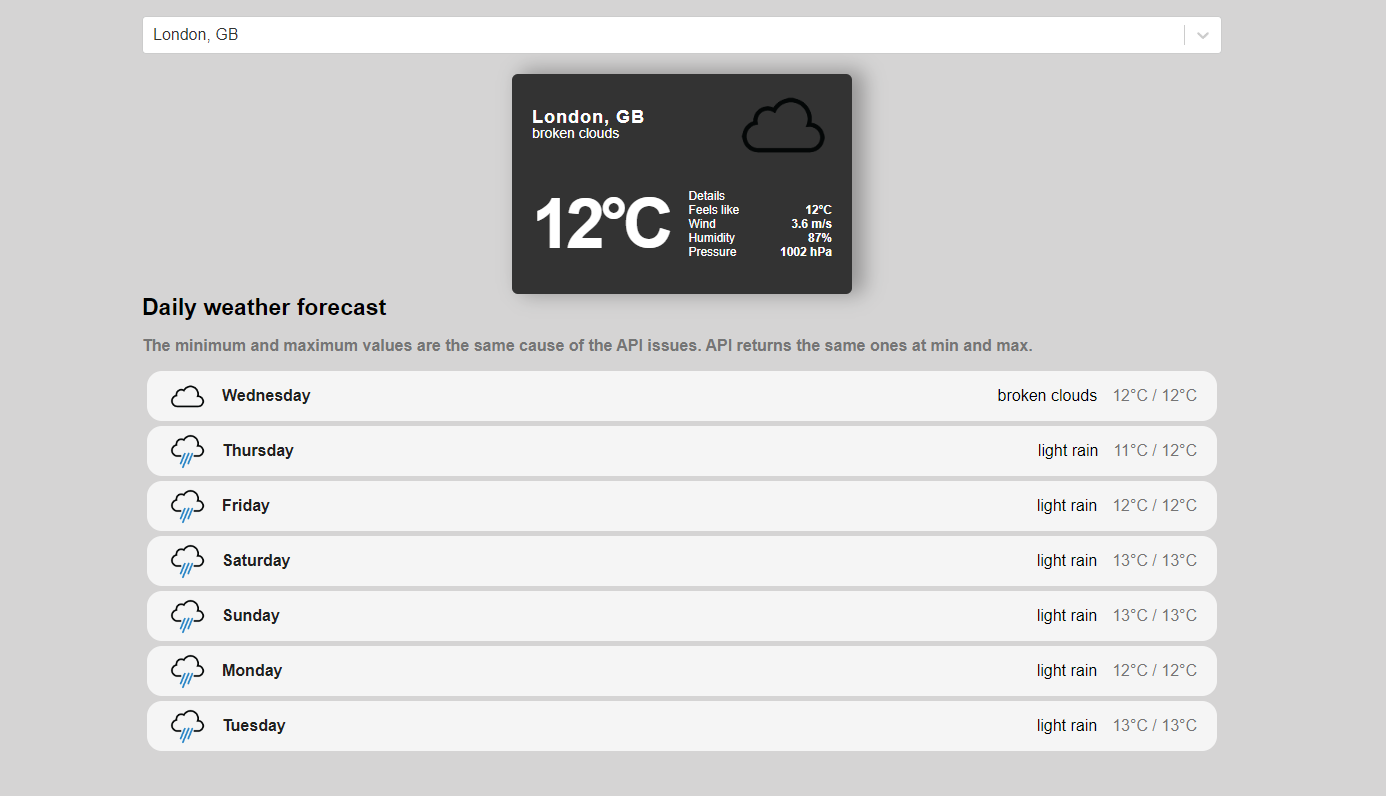 London, GB
London, GB
broken clouds
12°C
Details
Feels like 12°C
Wind 3.6 m/s
Humidity 87%
Pressure 1002 hPa
Daily weather forecast
The minimum and maximum values are the same cause of the API issues. API returns the same ones at min and max.
Wednesday broken clouds 12°C / 12°C
Thursday light rain 11°C / 12°C
Friday light rain 12°C / 12°C
Saturday light rain 13°C / 13°C
Sunday light rain 13°C / 13°C
Monday light rain 12°C / 12°C
Tuesday light rain 13°C / 13°C